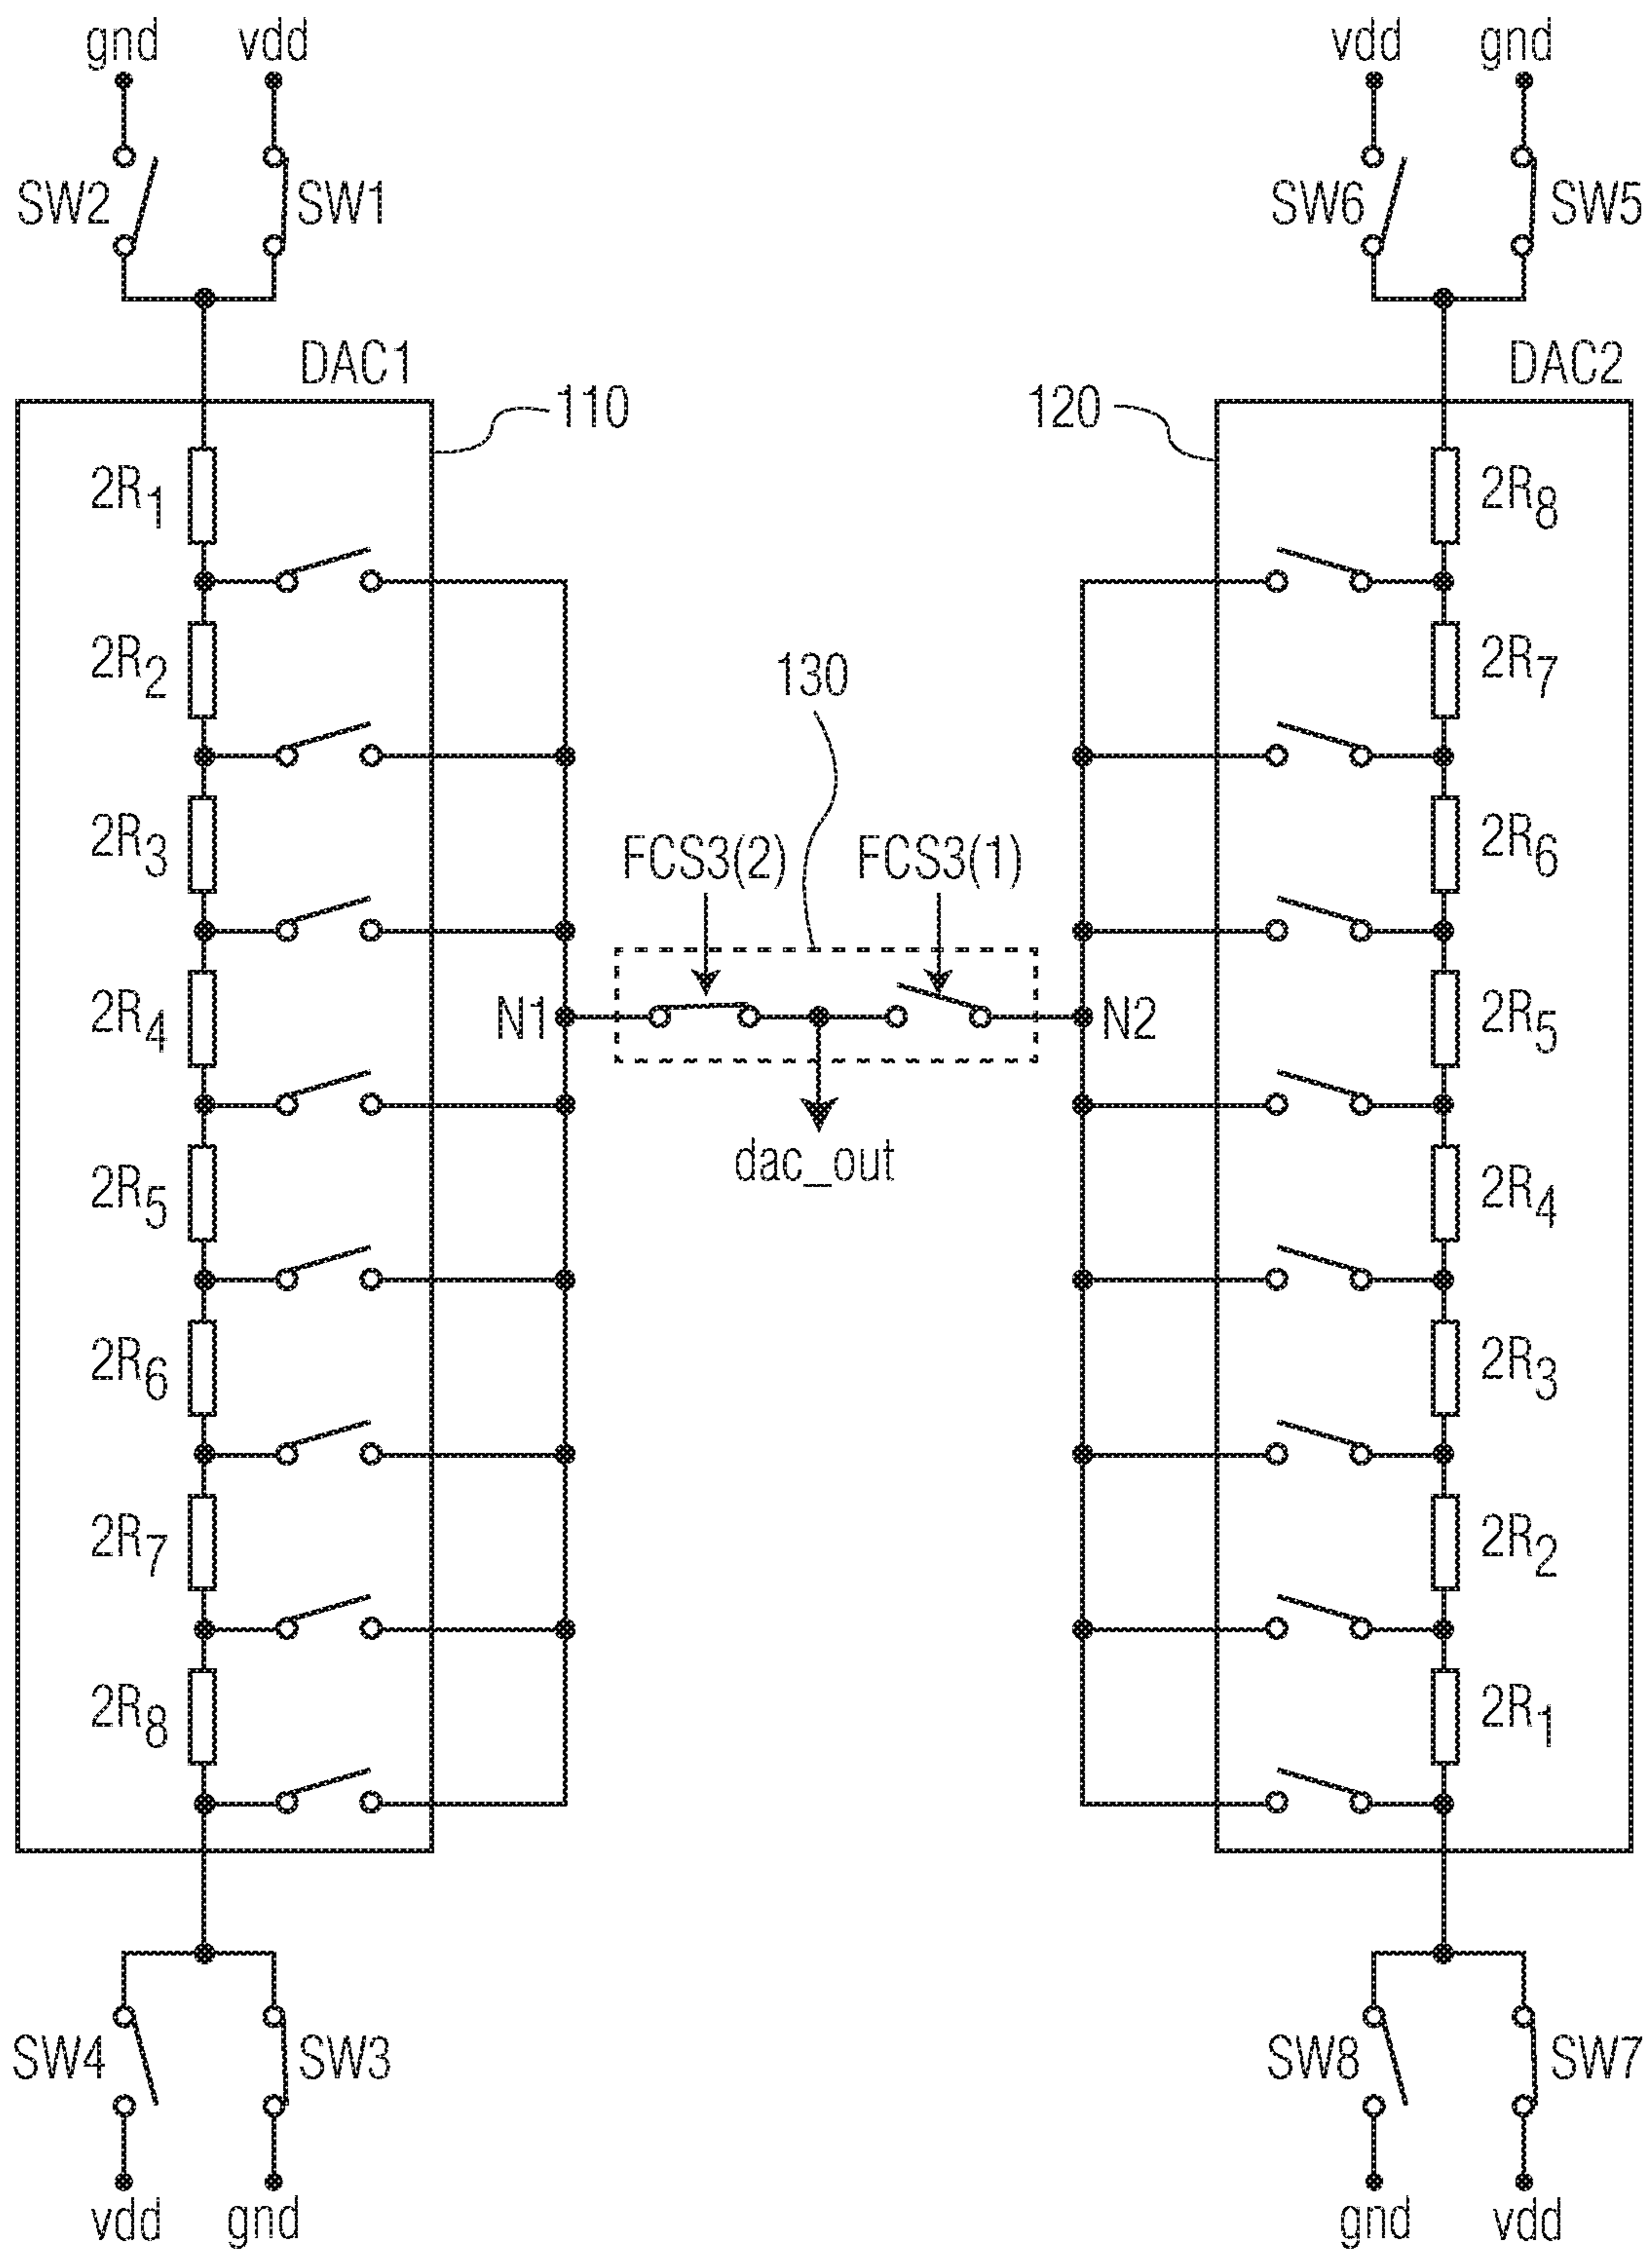 gnd vdd vdd gnd
SW2 SW1 SW6 SW5
DAC1 DAC2
110 120
2R1 2R8
2R2 2R7
130
2R3 FCS3(2) FCS3(1) 2R6
2R4 N1 N2 2R5
dac_out
2R5 2R4
2R6 2R3
2R7 2R2
2R8 2R1
SW4 SW3 SW8 SW7
vdd gnd gnd vdd